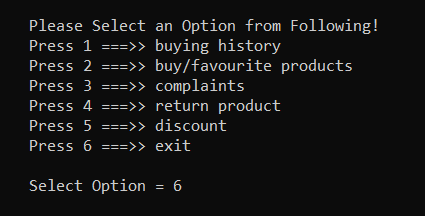 Please Select an Option from Following!
Press 1 ===>> buying history
Press 2 ===>> buy/favourite products
Press 3 ===>> complaints
Press 4 ===>> return product
Press 5 ===>> discount
Press 6 ===>> exit
Select Option = 6